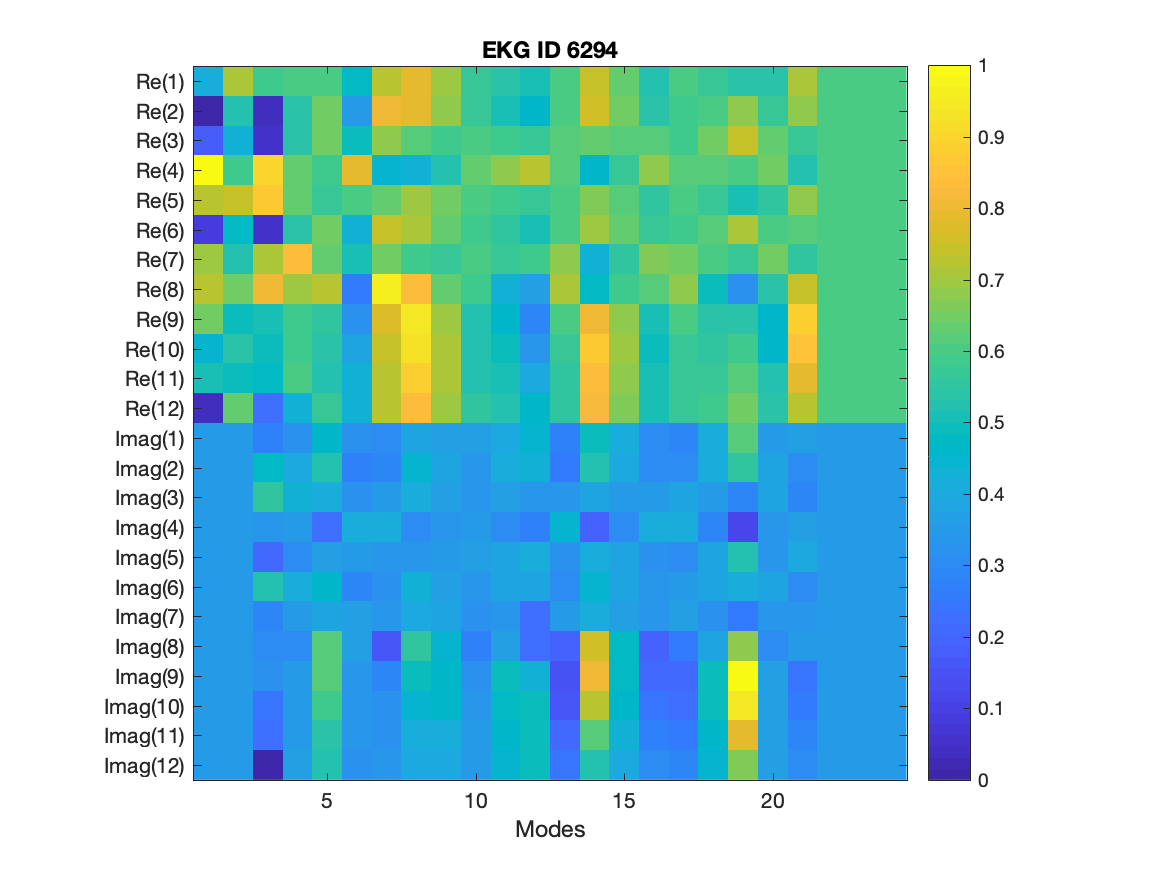 EKG ID 6294
Re(1)
Re(2)
Re(3)
Re(4)
Re(5)
Re(6)
Re(7)
Re(8)
Re(9)
Re(10)
Re(11)
Re(12)
Imag(1)
Imag(2)
Imag(3)
Imag(4)
Imag(5)
Imag(6)
Imag(7)
Imag(8)
Imag(9)
Imag(10)
Imag(11)
Imag(12)
5 10 15 20
Modes
1
0.9
0.8
0.7
0.6
0.5
0.4
0.3
0.2
0.1
0